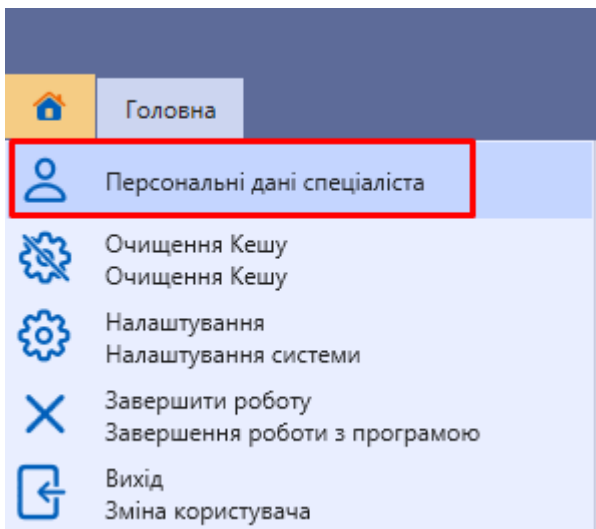 Головна
Персональні дані спеціаліста
Очищення Кешу
Очищення Кешу
Налаштування
Налаштування системи
Завершити роботу
Завершення роботи з програмою
Вихід
Зміна користувача